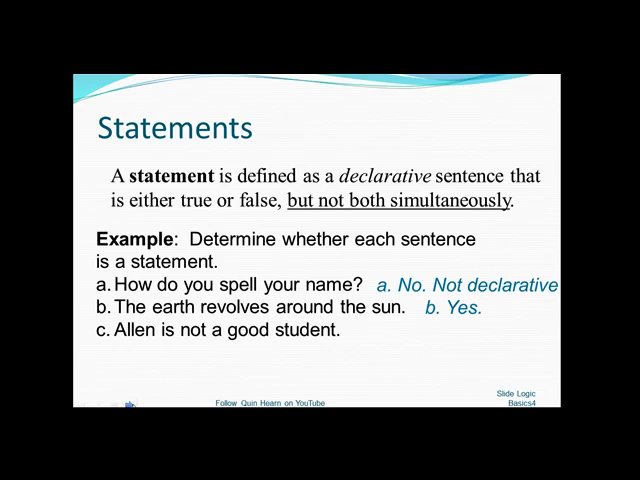 Statements
A statement is defined as a declarative sentence that
is either true or false, but not both simultaneously.
Example:  Determine whether each sentence
is a statement.
a. How do you spell your name?   a. No. Not declarative
b. The earth revolves around the sun.   b. Yes.
c. Allen is not a good student.
Follow Quin Hearn on YouTube
Slide Logic
Basics4